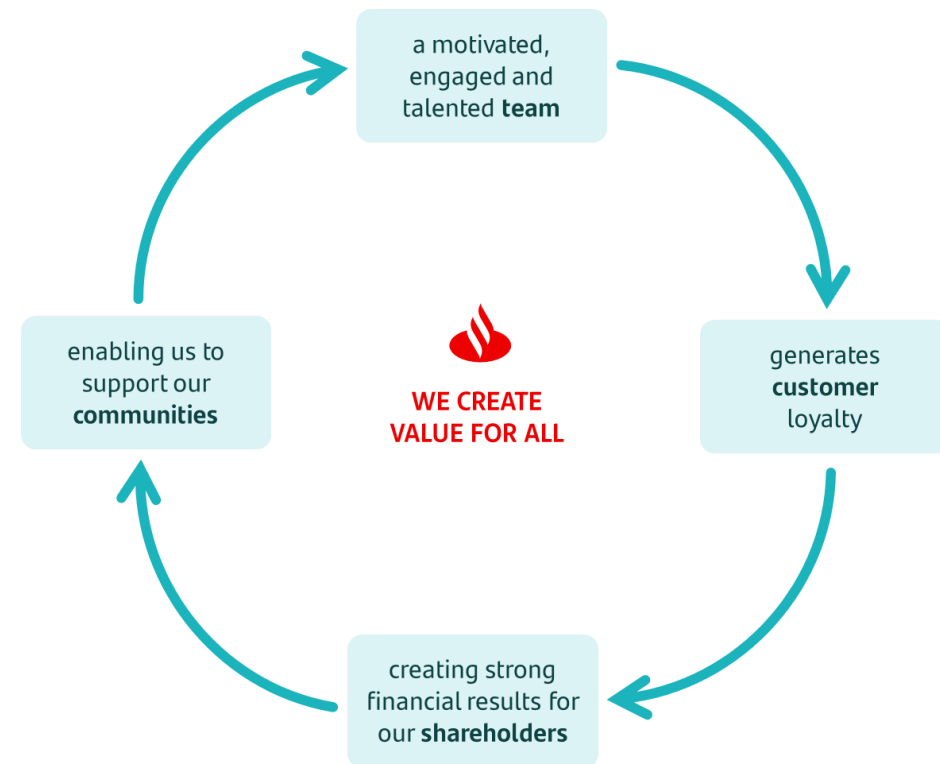 a motivated,
engaged and
talented team
generates
customer
loyalty
creating strong
financial results for
our shareholders
enabling us to
support our
communities
WE CREATE
VALUE FOR ALL